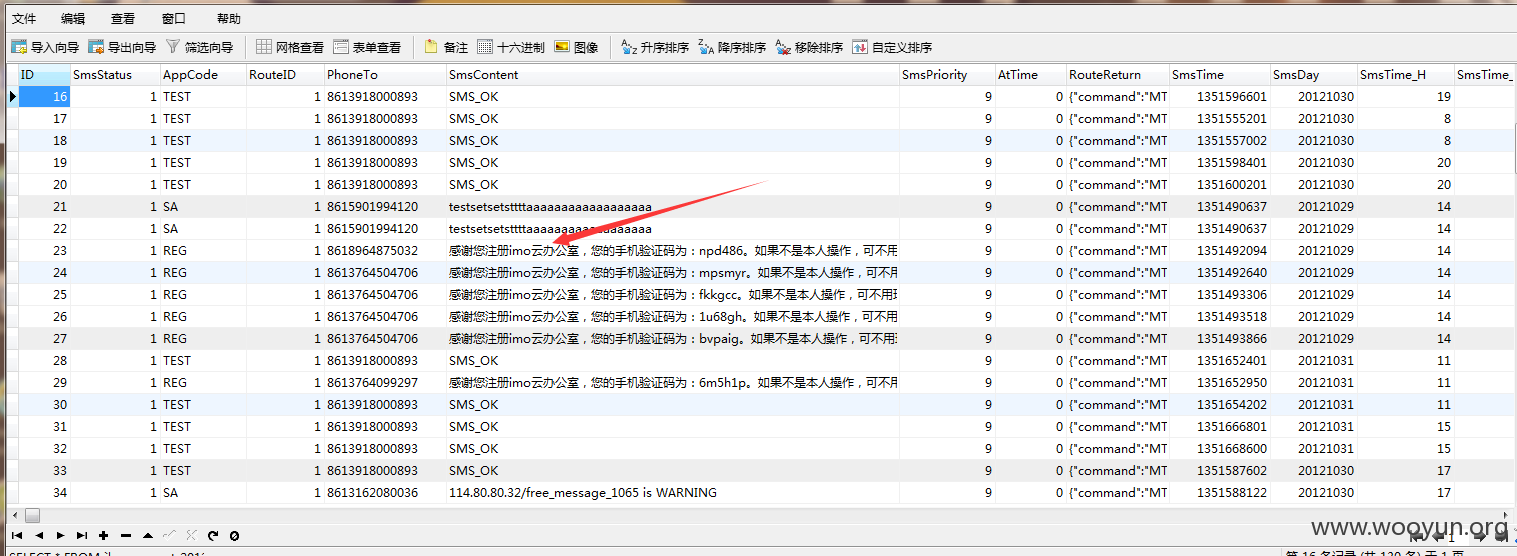 文件 编辑 查看 窗口 帮助
导入向导 导出向导 筛选向导 网格查看 表单查看 备注 十六进制 图像 升序排序 降序排序 移除排序 自定义排序
ID SmsStatus AppCode RouteID PhoneTo SmsContent SmsPriority AtTime RouteReturn SmsTime SmsDay SmsTime_H SmsTime_
16 1 TEST 1 8613918000893 SMS_OK 9 0 {"command":"MT 1351596601 20121030 19
17 1 TEST 1 8613918000893 SMS_OK 9 0 {"command":"MT 1351555201 20121030 8
18 1 TEST 1 8613918000893 SMS_OK 9 0 {"command":"MT 1351557002 20121030 8
19 1 TEST 1 8613918000893 SMS_OK 9 0 {"command":"MT 1351598401 20121030 20
20 1 TEST 1 8613918000893 SMS_OK 9 0 {"command":"MT 1351600201 20121030 20
21 1 SA 1 8615901994120 testsetsetsttttaaaaaaaaaaaaaaaaaa 9 0 {"command":"MT 1351490637 20121029 14
22 1 SA 1 8615901994120 testsetsetsttttaaaaaaaaaaaaaaaaaa 9 0 {"command":"MT 1351490637 20121029 14
23 1 REG 1 8618964875032 感谢您注册imo云办公室，您的手机验证码为：npd486。如果不是本人操作，可不用 9 0 {"command":"MT 1351492094 20121029 14
24 1 REG 1 8613764504706 感谢您注册imo云办公室，您的手机验证码为：mpsmyr。如果不是本人操作，可不用 9 0 {"command":"MT 1351492640 20121029 14
25 1 REG 1 8613764504706 感谢您注册imo云办公室，您的手机验证码为：fkkgcc。如果不是本人操作，可不用 9 0 {"command":"MT 1351493306 20121029 14
26 1 REG 1 8613764504706 感谢您注册imo云办公室，您的手机验证码为：1u68gh。如果不是本人操作，可不用 9 0 {"command":"MT 1351493518 20121029 14
27 1 REG 1 8613764504706 感谢您注册imo云办公室，您的手机验证码为：bvpaig。如果不是本人操作，可不用 9 0 {"command":"MT 1351493866 20121029 14
28 1 TEST 1 8613918000893 SMS_OK 9 0 {"command":"MT 1351652401 20121031 11
29 1 REG 1 8613764099297 感谢您注册imo云办公室，您的手机验证码为：6m5h1p。如果不是本人操作，可不用 9 0 {"command":"MT 1351652950 20121031 11
30 1 TEST 1 8613918000893 SMS_OK 9 0 {"command":"MT 1351654202 20121031 11
31 1 TEST 1 8613918000893 SMS_OK 9 0 {"command":"MT 1351666801 20121031 15
32 1 TEST 1 8613918000893 SMS_OK 9 0 {"command":"MT 1351668600 20121031 15
33 1 TEST 1 8613918000893 SMS_OK 9 0 {"command":"MT 1351587602 20121030 17
34 1 SA 1 8613162080036 114.80.80.32/free_message_1065 is WARNING 9 0 {"command":"MT 1351588122 20121030 17
www.wooyun.org
SELECT * FROM